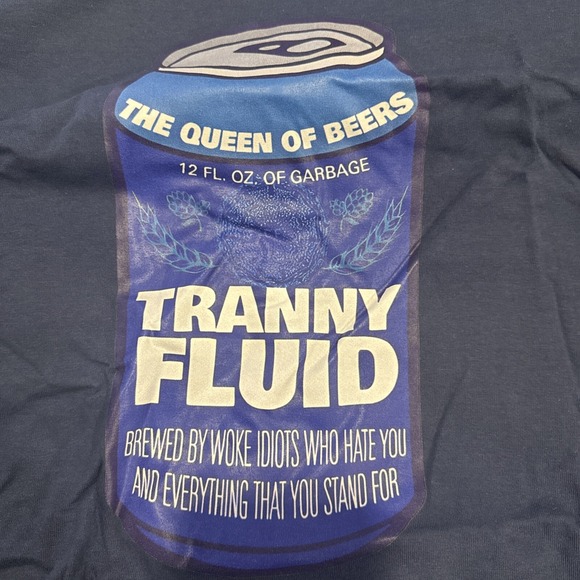 THE QUEEN OF BEERS
12 FL. OZ. OF GARBAGE
TRANNY
FLUID
BREWED BY WOKE IDIOTS WHO HATE YOU
AND EVERYTHING THAT YOU STAND FOR